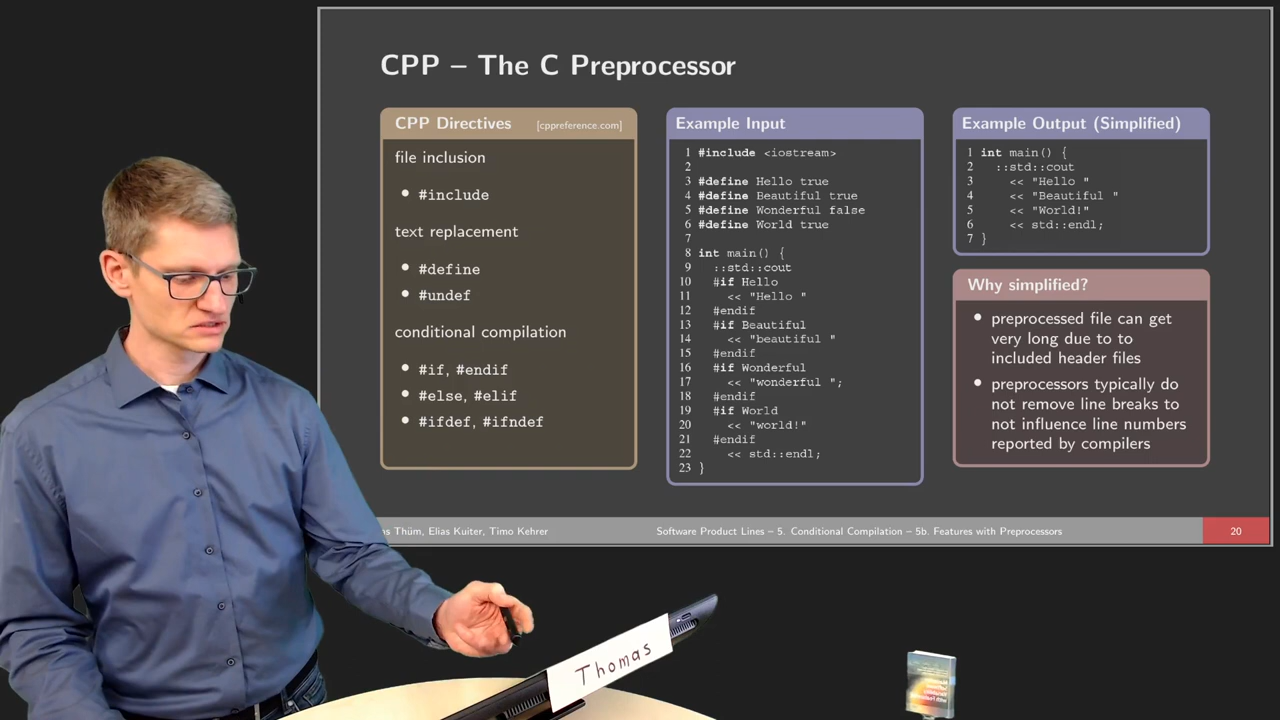 CPP – The C Preprocessor
CPP Directives [cppreference.com]
file inclusion
• #include
text replacement
• #define
• #undef
conditional compilation
• #if, #endif
• #else, #elif
• #ifdef, #ifndef
Example Input
1 #include <iostream>
2
3 #define Hello true
4 #define Beautiful true
5 #define Wonderful false
6 #define World true
7
8 int main() {
9 ::std::cout
10 #if Hello
11 << "Hello "
12 #endif
13 #if Beautiful
14 << "beautiful "
15 #endif
16 #if Wonderful
17 << "wonderful ";
18 #endif
19 #if World
20 << "world!"
21 #endif
22 << std::endl;
23 }
Example Output (Simplified)
1 int main() {
2 ::std::cout
3 << "Hello "
4 << "Beautiful "
5 << "World!"
6 << std::endl;
7 }
Why simplified?
• preprocessed file can get
very long due to to
included header files
• preprocessors typically do
not remove line breaks to
not influence line numbers
reported by compilers
Thüm, Elias Kuiter, Timo Kehrer
Software Product Lines – 5. Conditional Compilation – 5b. Features with Preprocessors
20
Thomas